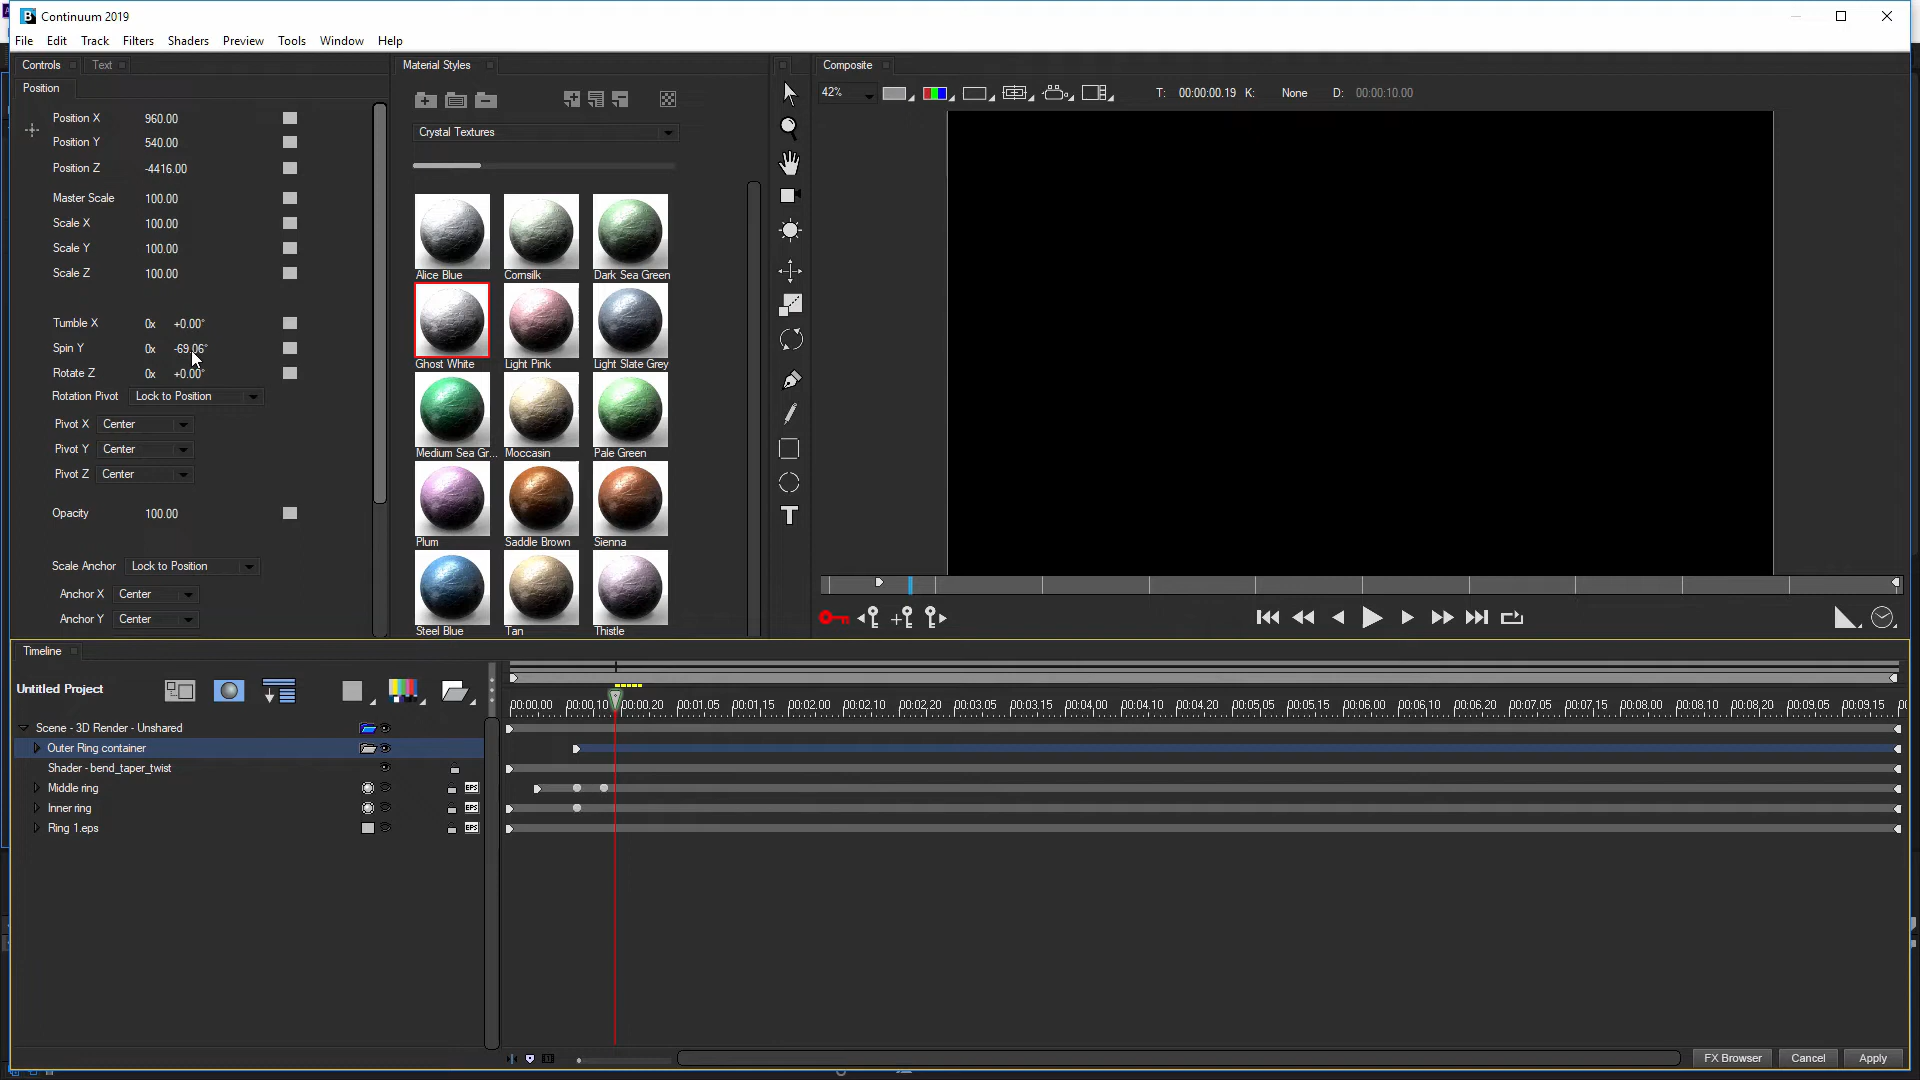 Continuum 2019
File Edit Track Filters Shaders Preview Tools Window Help
Controls Text
Position
Position X 960.00
Position Y 540.00
Position Z -4416.00
Master Scale 100.00
Scale X 100.00
Scale Y 100.00
Scale Z 100.00
Tumble X 0x +0.00°
Spin Y 0x -69.06°
Rotate Z 0x +0.00°
Rotation Pivot Lock to Position
Pivot X Center
Pivot Y Center
Pivot Z Center
Opacity 100.00
Scale Anchor Lock to Position
Anchor X Center
Anchor Y Center
Material Styles
Crystal Textures
Alice Blue Cornsilk Dark Sea Green
Ghost White Light Pink Light Slate Grey
Medium Sea Gr... Moccasin Pale Green
Plum Saddle Brown Sienna
Steel Blue Tan Thistle
T
Composite
42% T: 00:00:00.19 K: None D: 00:00:10.00
Timeline
Untitled Project
00:00.00 00:00.10 00:00.20 00:01.05 00:01.15 00:02.00 00:02.10 00:02.20 00:03.05 00:03.15 00:04.00 00:04.10 00:04.20 00:05.05 00:05.15 00:06.00 00:06.10 00:06.20 00:07.05 00:07.15 00:08.00 00:08.10 00:08.20 00:09.05 00:09.15
Scene - 3D Render - Unshared
Outer Ring container
Shader - bend_taper_twist
Middle ring EPS
Inner ring EPS
Ring 1.eps EPS
FX Browser Cancel Apply